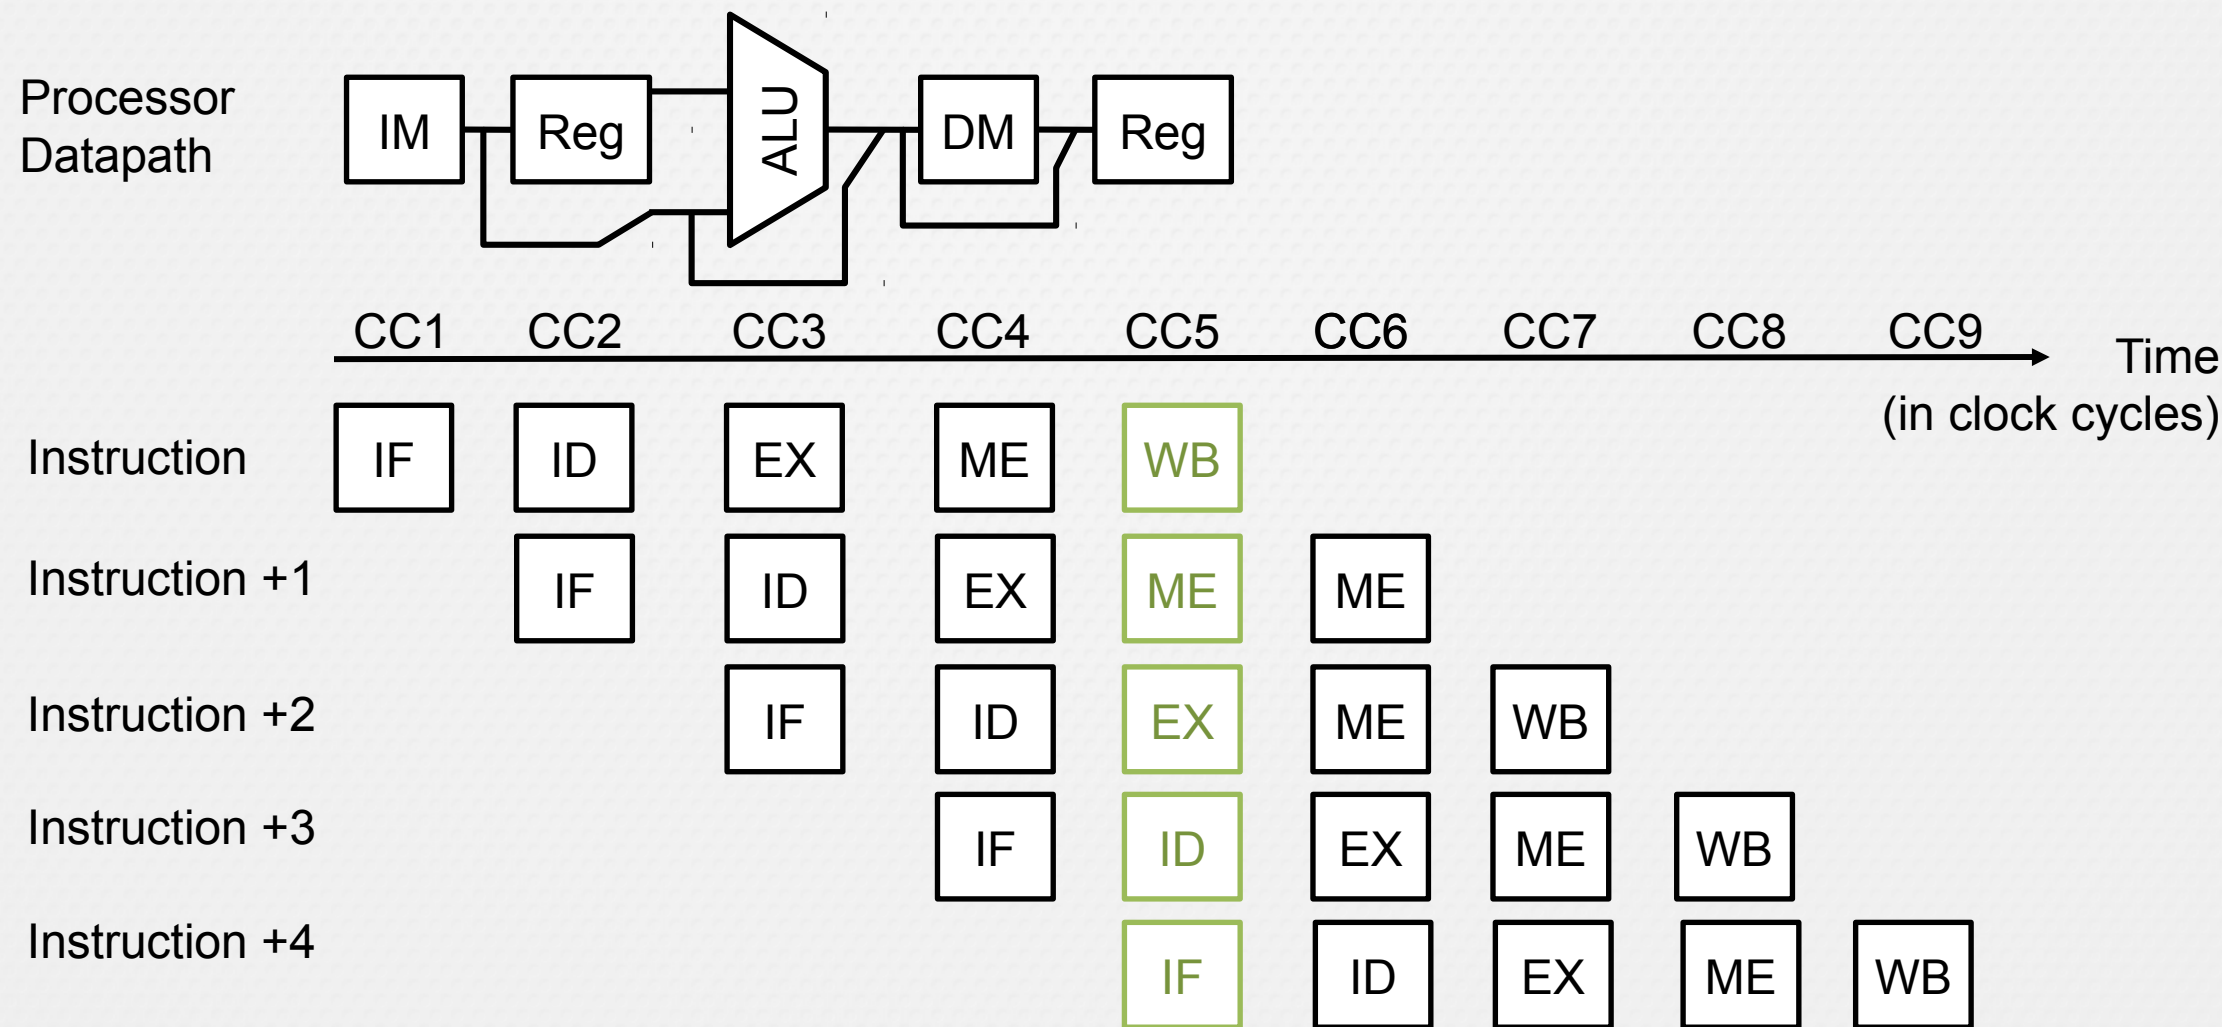 Processor
Datapath
IM Reg ALU DM Reg
CC1 CC2 CC3 CC4 CC5 CC6 CC7 CC8 CC9
Time
(in clock cycles)
Instruction IF ID EX ME WB
Instruction +1 IF ID EX ME ME
Instruction +2 IF ID EX ME WB
Instruction +3 IF ID EX ME WB
Instruction +4 IF ID EX ME WB